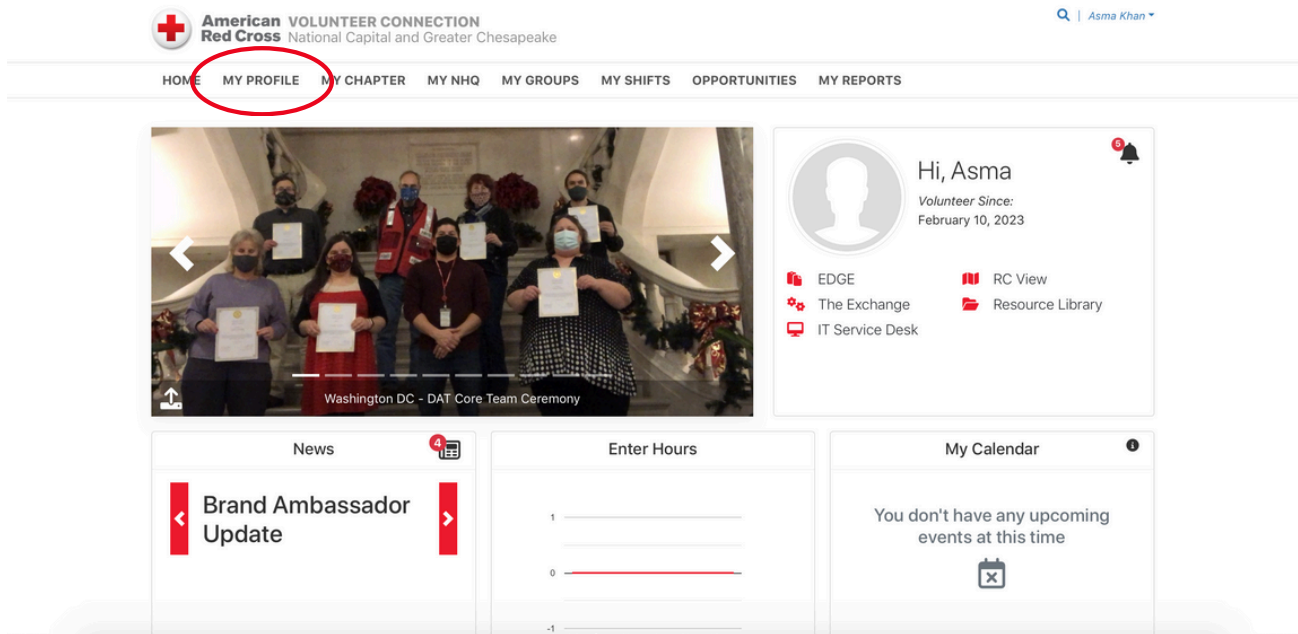 American VOLUNTEER CONNECTION
Red Cross National Capital and Greater Chesapeake
| Asma Khan
HOME MY PROFILE MY CHAPTER MY NHQ MY GROUPS MY SHIFTS OPPORTUNITIES MY REPORTS
Washington DC - DAT Core Team Ceremony
5
Hi, Asma
Volunteer Since:
February 10, 2023
EDGE RC View
The Exchange Resource Library
IT Service Desk
News 4
Brand Ambassador
Update
Enter Hours
1
0
-1
My Calendar
You don't have any upcoming
events at this time